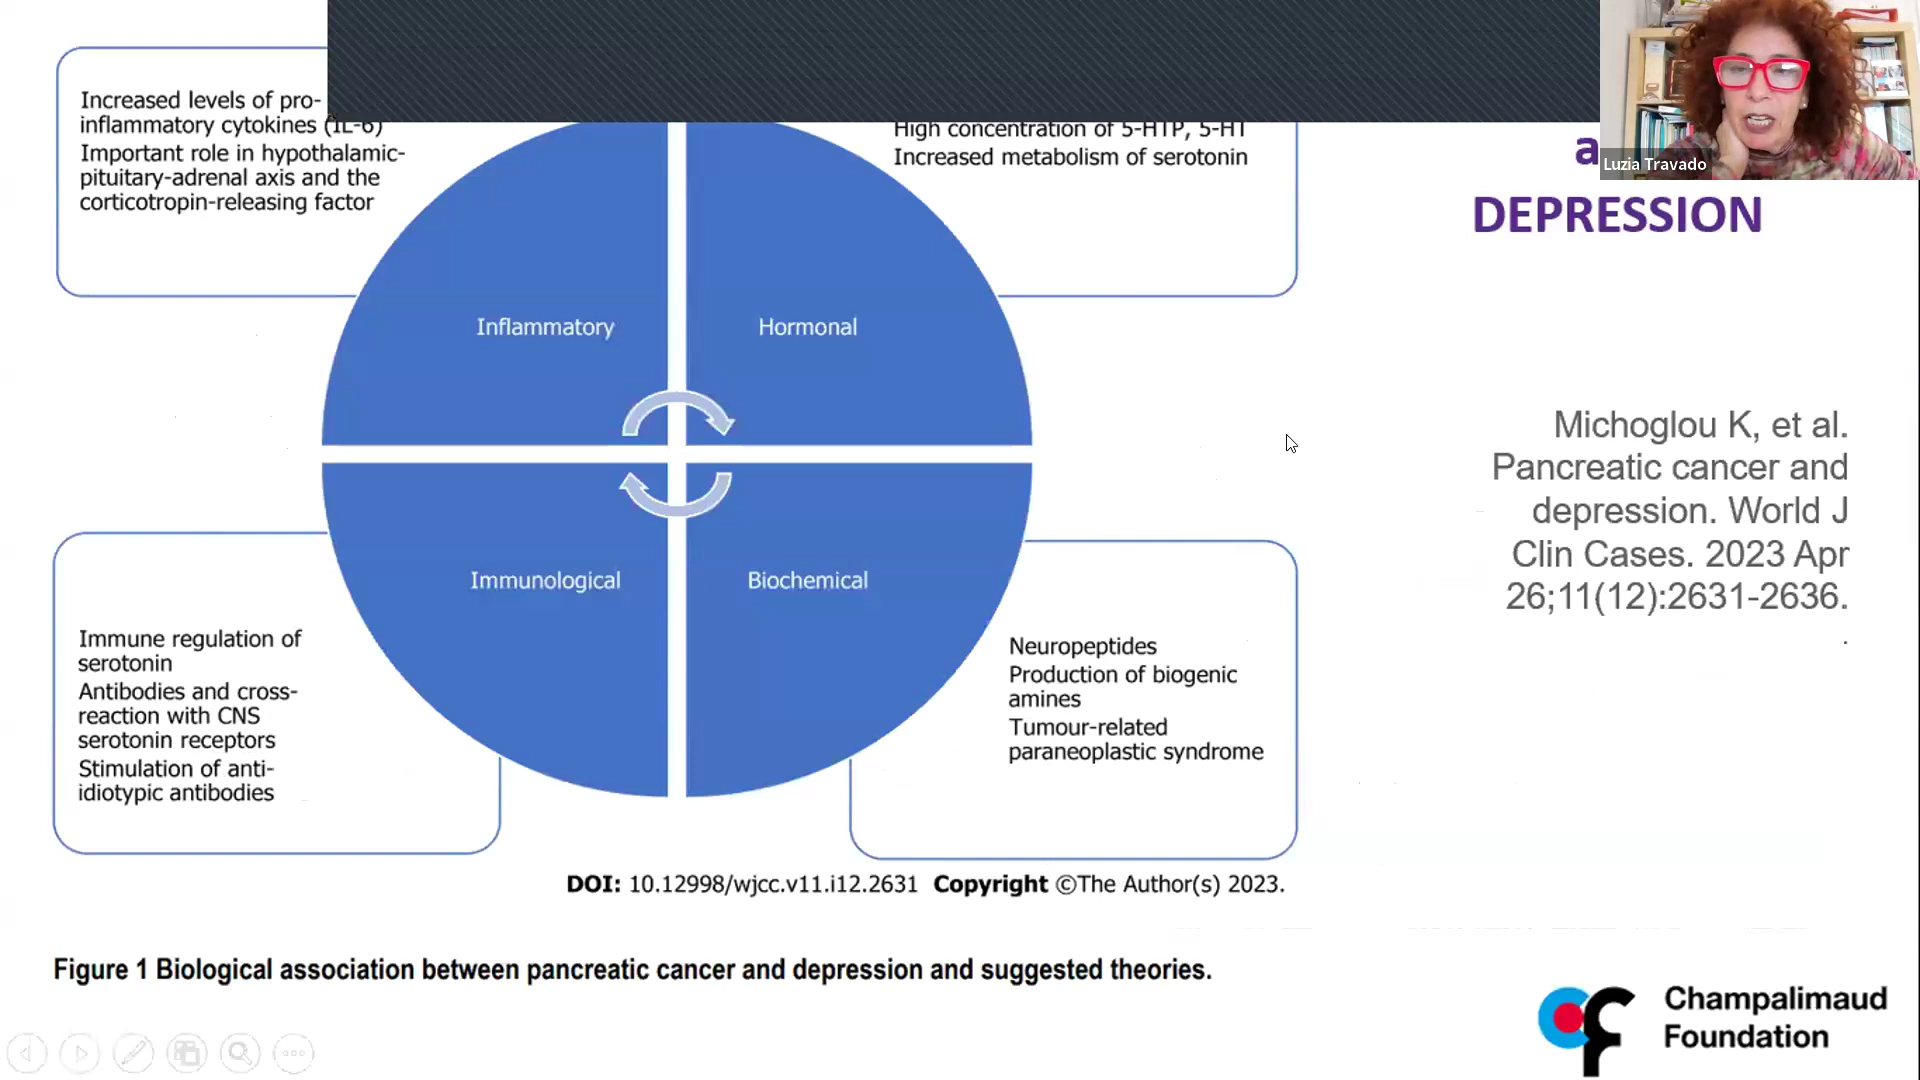 Increased levels of pro-
inflammatory cytokines (IL-6)
Important role in hypothalamic-
pituitary-adrenal axis and the
corticotropin-releasing factor
High concentration of 5-HTP, 5-HT
Increased metabolism of serotonin
Inflammatory
Hormonal
Immunological
Biochemical
Immune regulation of
serotonin
Antibodies and cross-
reaction with CNS
serotonin receptors
Stimulation of anti-
idiotypic antibodies
Neuropeptides
Production of biogenic
amines
Tumour-related
paraneoplastic syndrome
DOI: 10.12998/wjcc.v11.i12.2631 Copyright ©The Author(s) 2023.
Figure 1 Biological association between pancreatic cancer and depression and suggested theories.
Luzia Travado
DEPRESSION
Michoglou K, et al.
Pancreatic cancer and
depression. World J
Clin Cases. 2023 Apr
26;11(12):2631-2636.
.
Champalimaud
Foundation